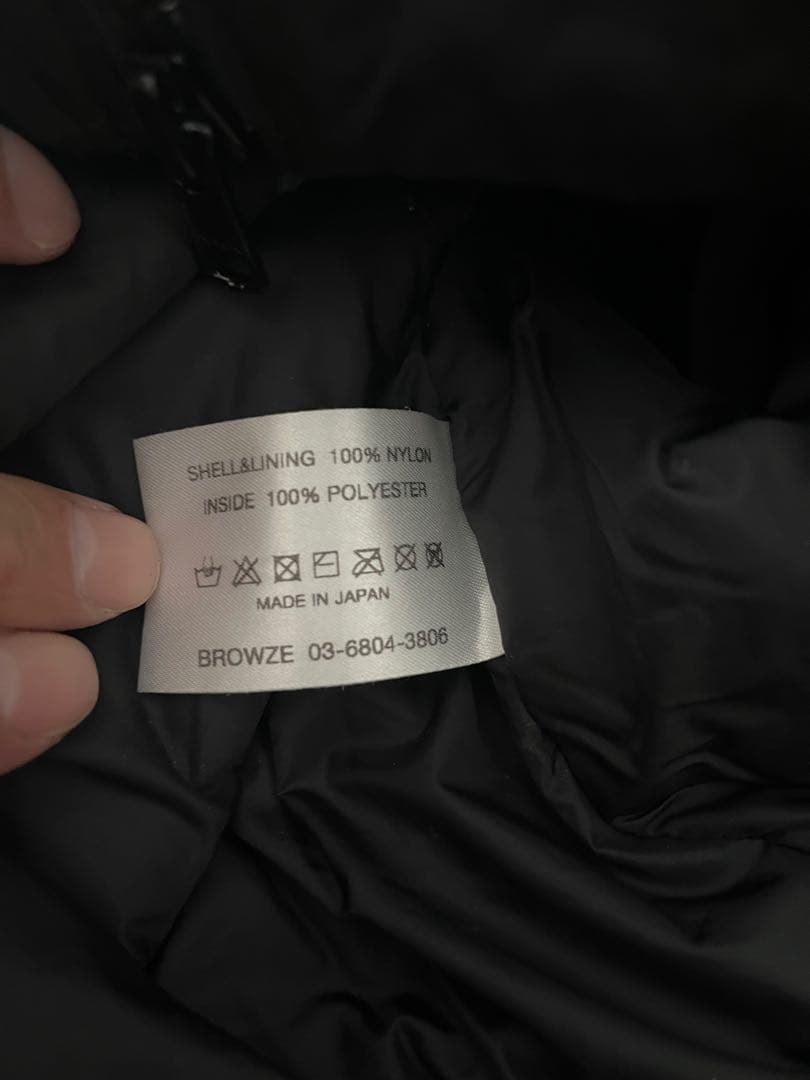 SHELL&LINING 100% NYLON
INSIDE 100% POLYESTER
MADE IN JAPAN
BROWZE 03-6804-3806